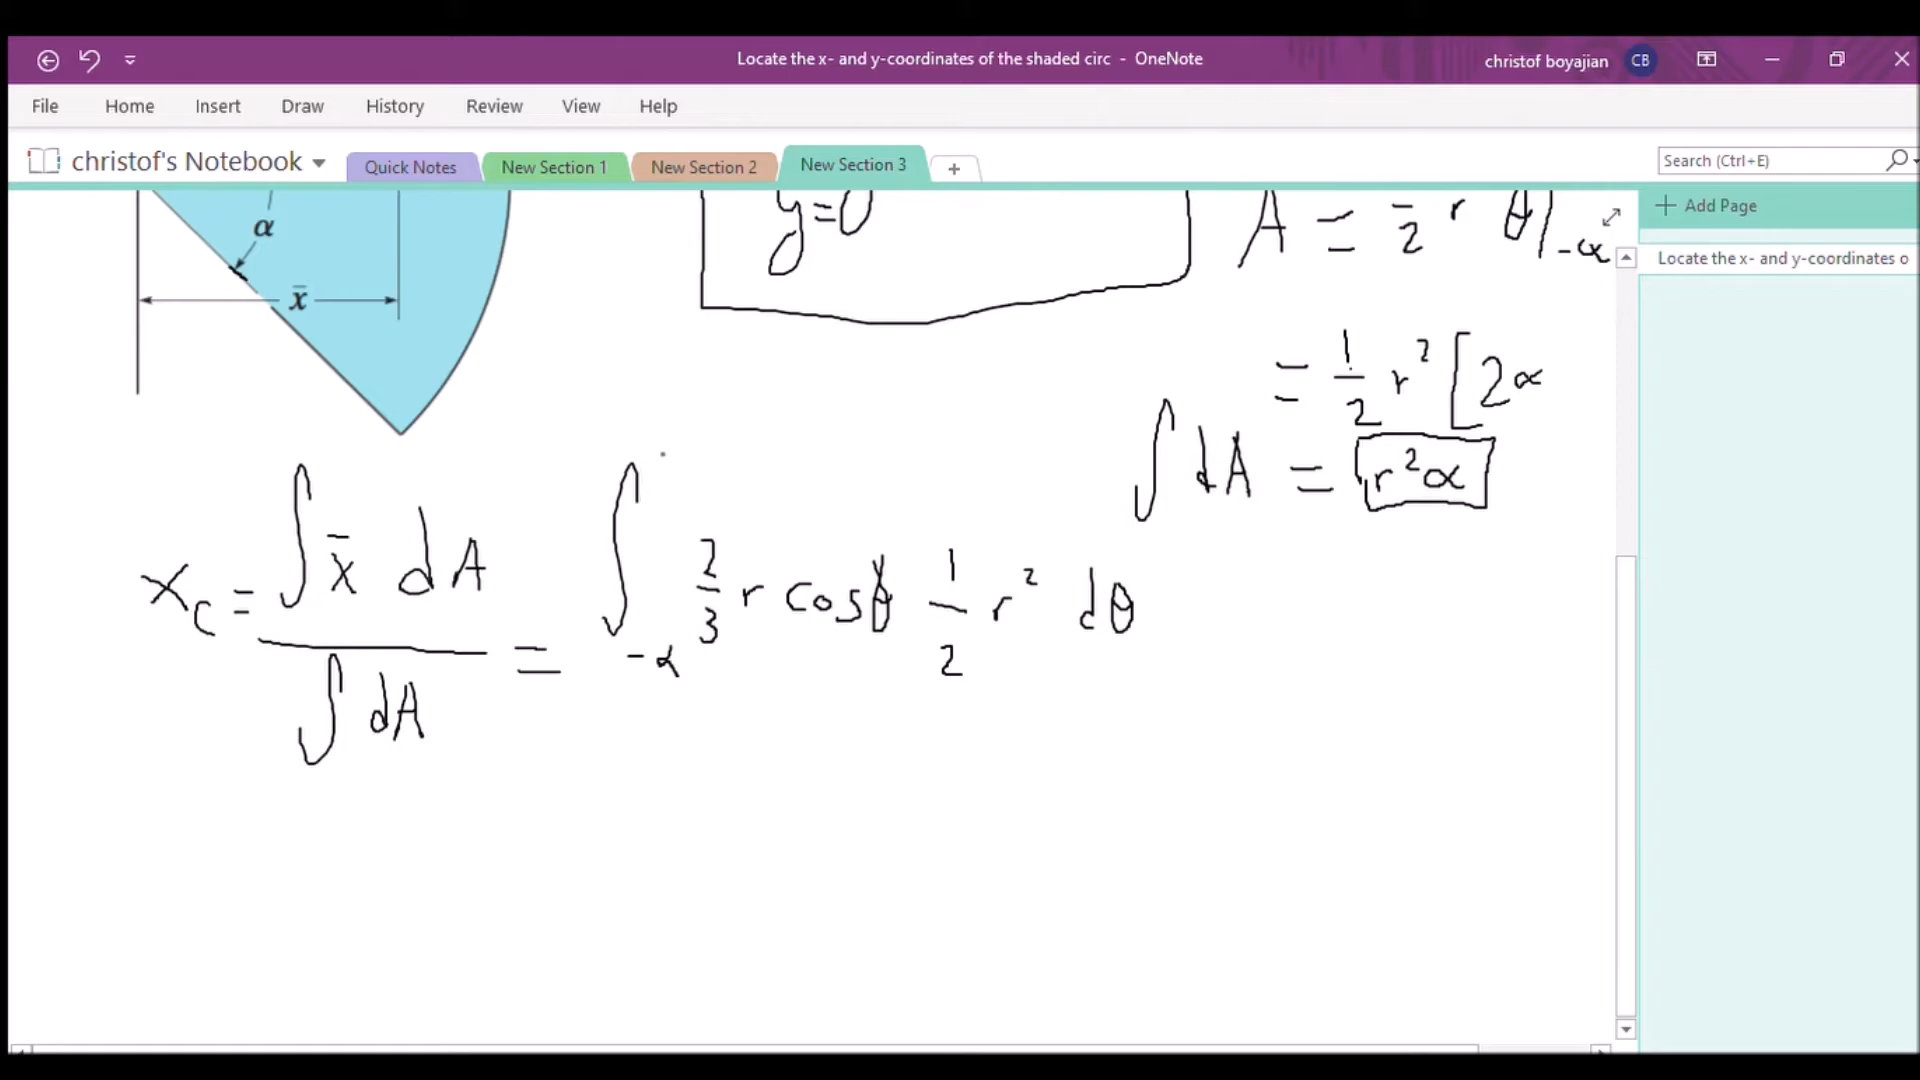 Locate the x- and y-coordinates of the shaded circ - OneNote
christof boyajian CB
File Home Insert Draw History Review View Help
christof's Notebook Quick Notes New Section 1 New Section 2 New Section 3 + Search (Ctrl+E)
+ Add Page
Locate the x- and y-coordinates o
α
x̄
y=0
A = 1/2 r θ|-α
= 1/2 r² [2α
∫ dA = r²α
x_c = ∫ x̄ dA / ∫ dA = ∫-α 2/3 r cosθ 1/2 r² dθ